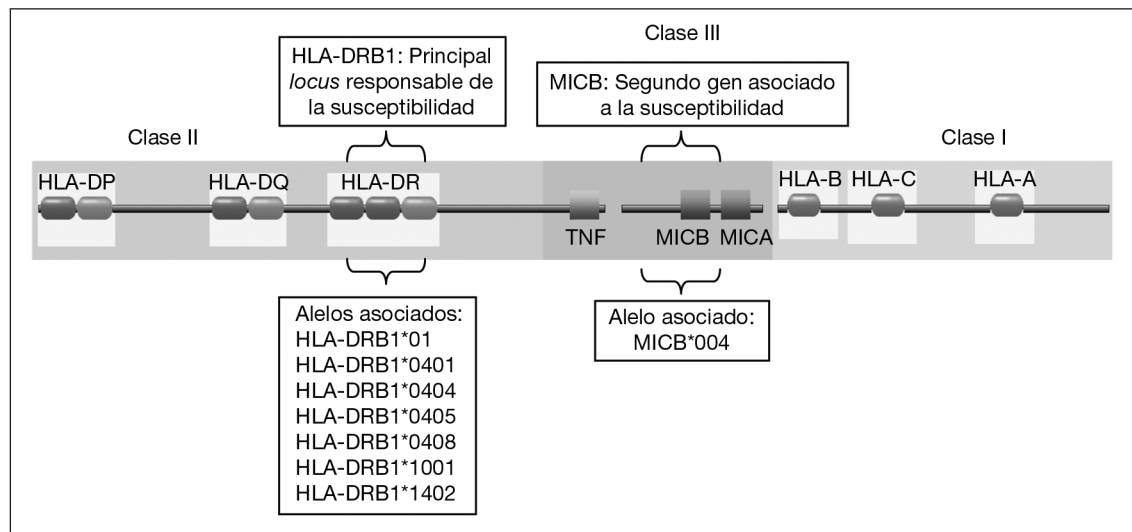 Clase III
HLA-DRB1: Principal
locus responsable de
la susceptibilidad
MICB: Segundo gen asociado
a la susceptibilidad
Clase II
Clase I
HLA-DP
HLA-DQ
HLA-DR
HLA-B
HLA-C
HLA-A
TNF
MICB
MICA
Alelos asociados:
HLA-DRB1*01
HLA-DRB1*0401
HLA-DRB1*0404
HLA-DRB1*0405
HLA-DRB1*0408
HLA-DRB1*1001
HLA-DRB1*1402
Alelo asociado:
MICB*004